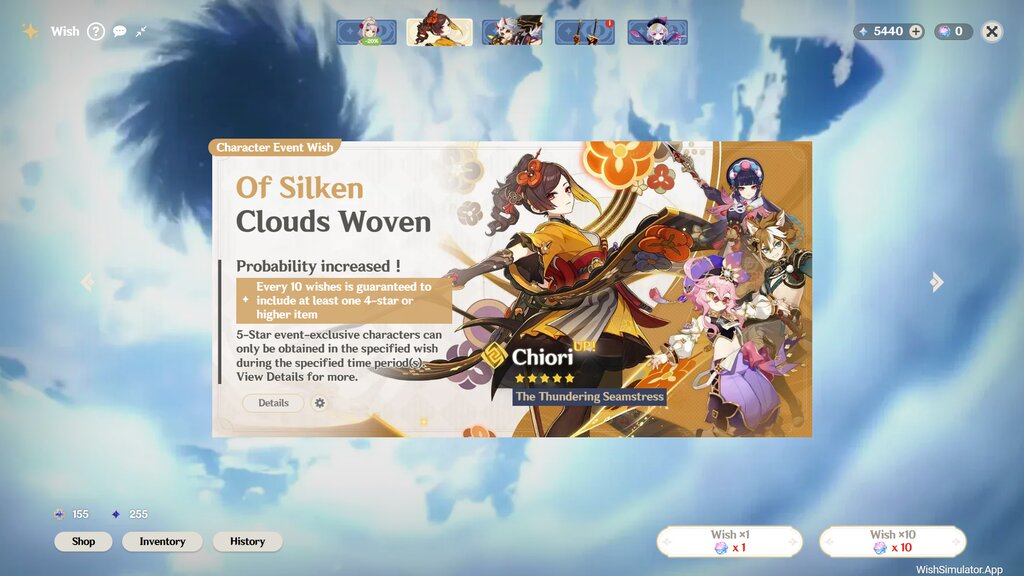 Wish
?
-20%
5440
0
Character Event Wish
Of Silken
Clouds Woven
Probability increased !
Every 10 wishes is guaranteed to
include at least one 4-star or
higher item
5-Star event-exclusive characters can
only be obtained in the specified wish
during the specified time period(s).
View Details for more.
Details
UP!
Chiori
The Thundering Seamstress
155
255
Shop
Inventory
History
Wish ×1
x 1
Wish ×10
x 10
WishSimulator.App